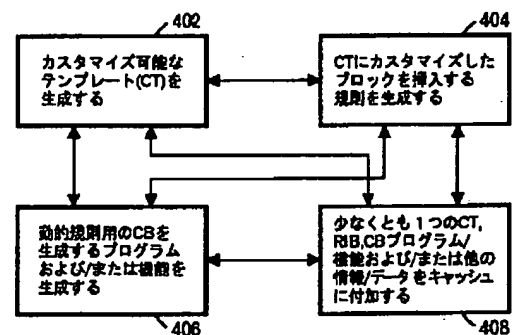 402
カスタマイズ可能な
テンプレート(CT)を
生成する
404
CTにカスタマイズした
ブロックを挿入する
規則を生成する
動的規則用のCBを
生成するプログラム
および/または機能を
生成する
406
少なくとも1つのCT,
RIB,CBプログラム/
機能および/または他の
情報/データをキャッシュ
に付加する
408